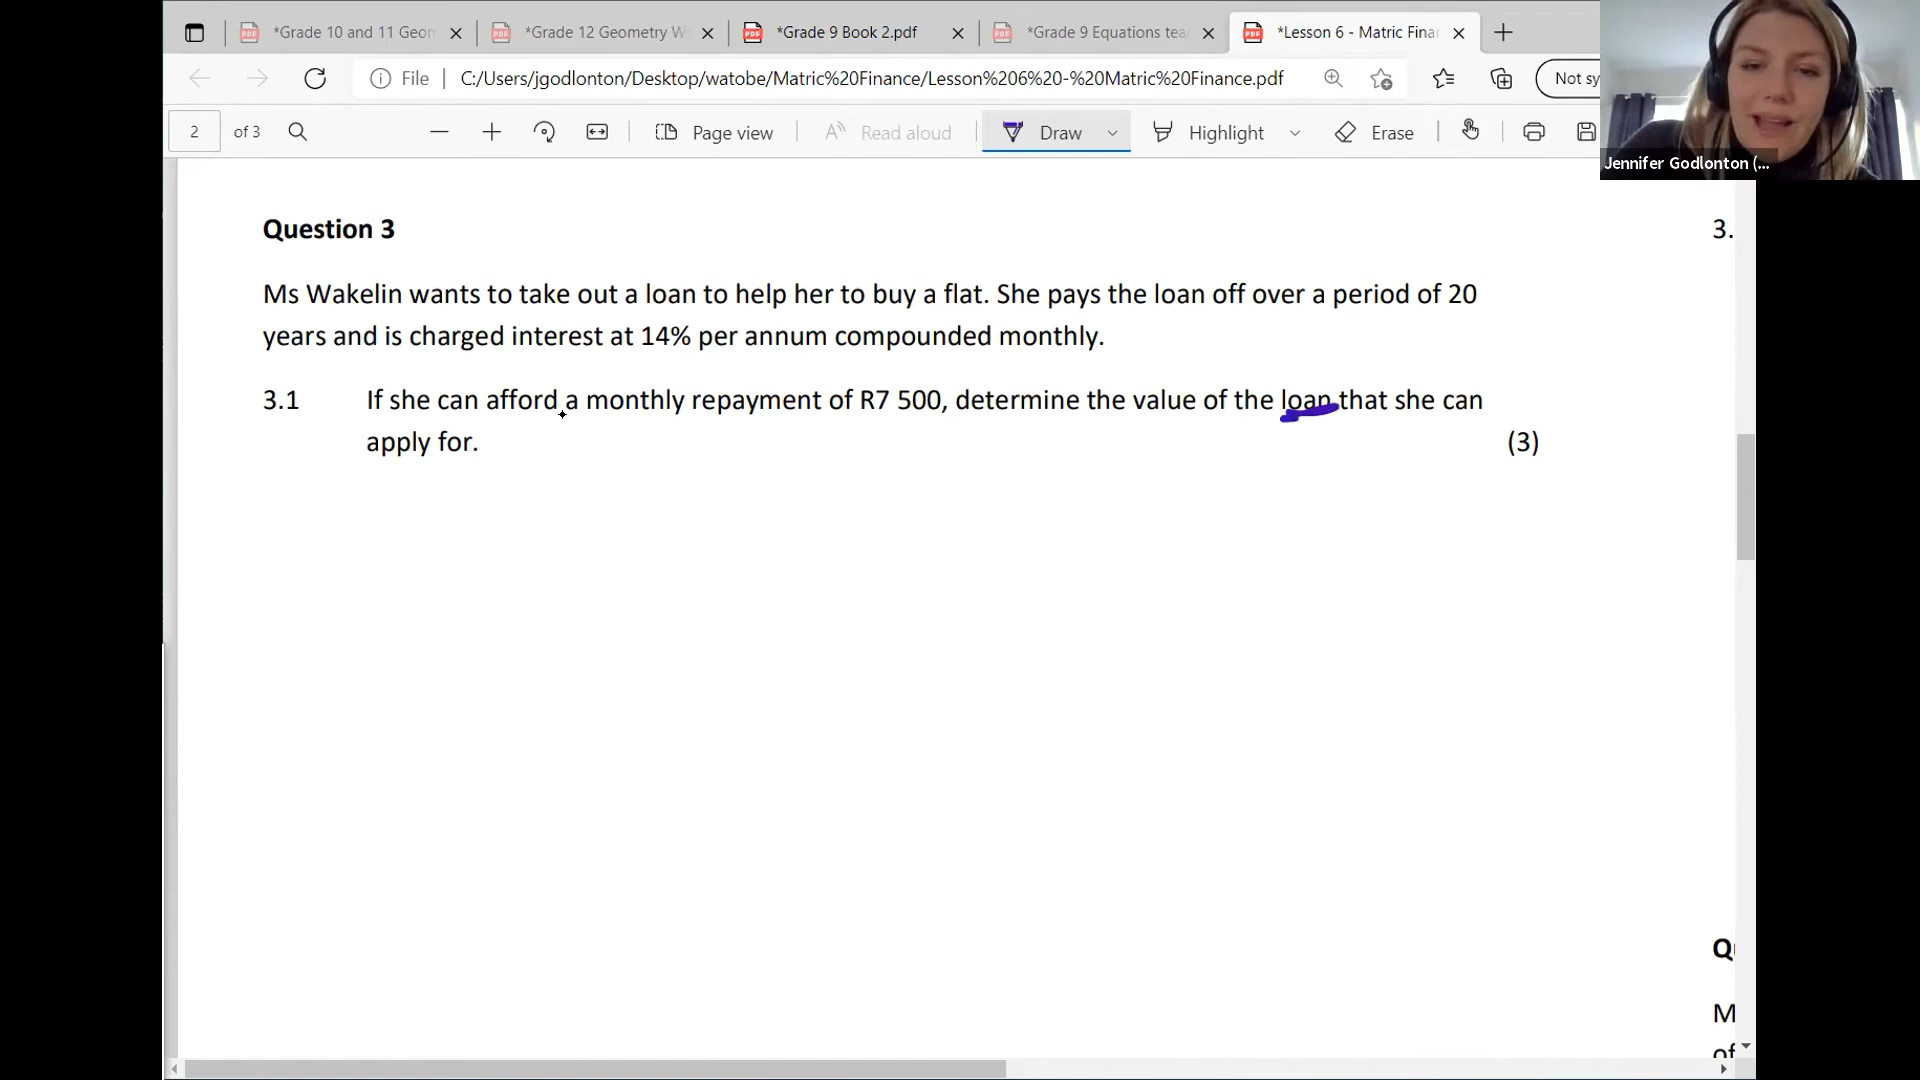 *Grade 10 and 11 Geon
*Grade 12 Geometry W
*Grade 9 Book 2.pdf
*Grade 9 Equations tea
*Lesson 6 - Matric Finan
File
C:/Users/jgodlonton/Desktop/watobe/Matric%20Finance/Lesson%206%20-%20Matric%20Finance.pdf
Not sy
2 of 3
Page view
Read aloud
Draw
Highlight
Erase
Jennifer Godlonton (...
Question 3
Ms Wakelin wants to take out a loan to help her to buy a flat. She pays the loan off over a period of 20
years and is charged interest at 14% per annum compounded monthly.
3.1 If she can afford a monthly repayment of R7 500, determine the value of the loan that she can
apply for.
(3)
3.
Q
M
of